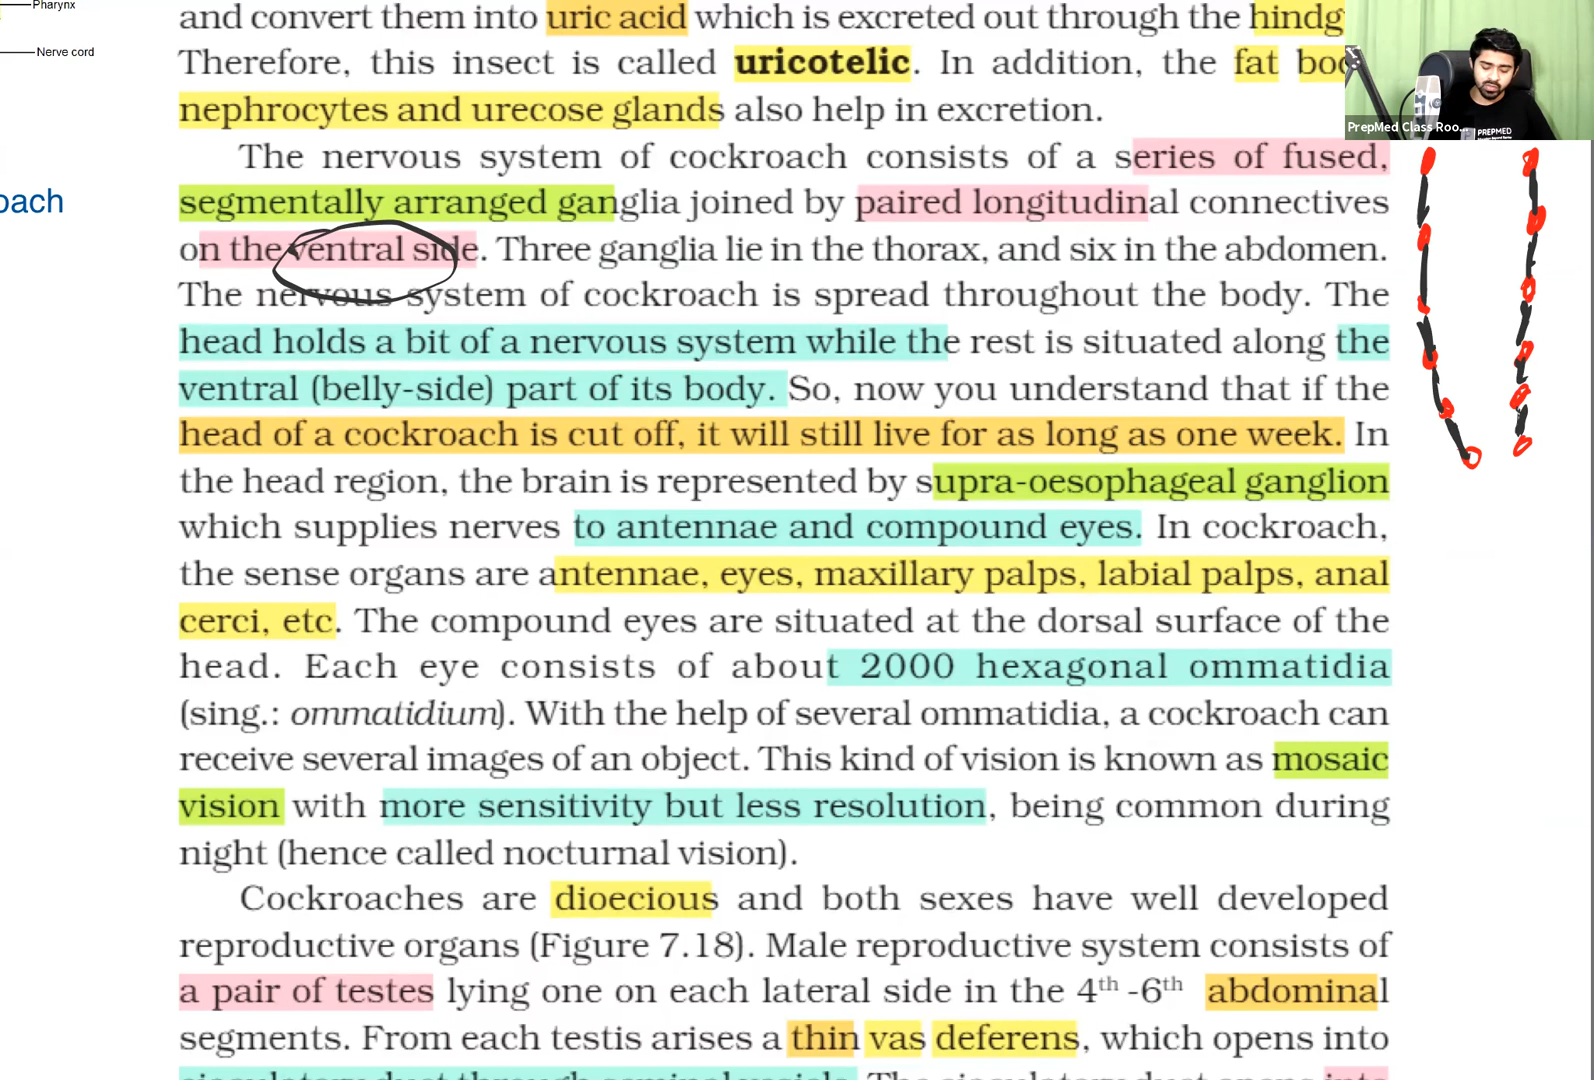 Pharynx
Nerve cord
oach
and convert them into uric acid which is excreted out through the hindg
Therefore, this insect is called uricotelic. In addition, the fat bo
nephrocytes and urecose glands also help in excretion.
PrepMed Class Roo...
PREPMED
The nervous system of cockroach consists of a series of fused,
segmentally arranged ganglia joined by paired longitudinal connectives
on the ventral side. Three ganglia lie in the thorax, and six in the abdomen.
The nervous system of cockroach is spread throughout the body. The
head holds a bit of a nervous system while the rest is situated along the
ventral (belly-side) part of its body. So, now you understand that if the
head of a cockroach is cut off, it will still live for as long as one week. In
the head region, the brain is represented by supra-oesophageal ganglion
which supplies nerves to antennae and compound eyes. In cockroach,
the sense organs are antennae, eyes, maxillary palps, labial palps, anal
cerci, etc. The compound eyes are situated at the dorsal surface of the
head. Each eye consists of about 2000 hexagonal ommatidia
(sing.: ommatidium). With the help of several ommatidia, a cockroach can
receive several images of an object. This kind of vision is known as mosaic
vision with more sensitivity but less resolution, being common during
night (hence called nocturnal vision).
Cockroaches are dioecious and both sexes have well developed
reproductive organs (Figure 7.18). Male reproductive system consists of
a pair of testes lying one on each lateral side in the 4th -6th abdominal
segments. From each testis arises a thin vas deferens, which opens into